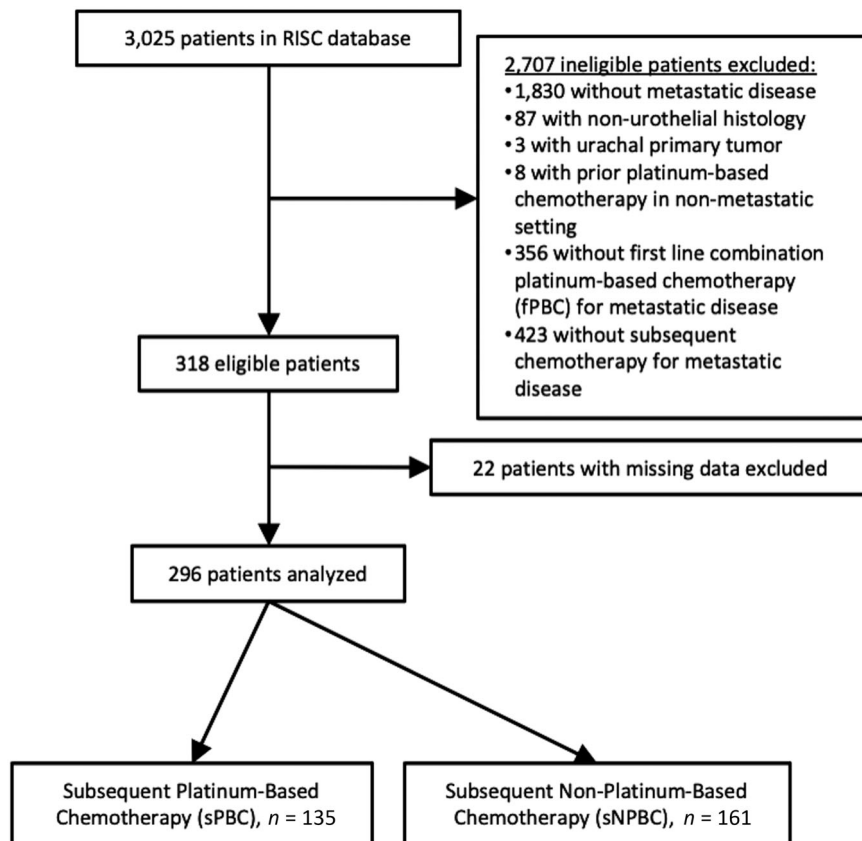 3,025 patients in RISC database
2,707 ineligible patients excluded:
•1,830 without metastatic disease
•87 with non-urothelial histology
•3 with urachal primary tumor
•8 with prior platinum-based
chemotherapy in non-metastatic
setting
•356 without first line combination
platinum-based chemotherapy
(fPBC) for metastatic disease
•423 without subsequent
chemotherapy for metastatic
disease
318 eligible patients
22 patients with missing data excluded
296 patients analyzed
Subsequent Platinum-Based
Chemotherapy (sPBC), n = 135
Subsequent Non-Platinum-Based
Chemotherapy (sNPBC), n = 161